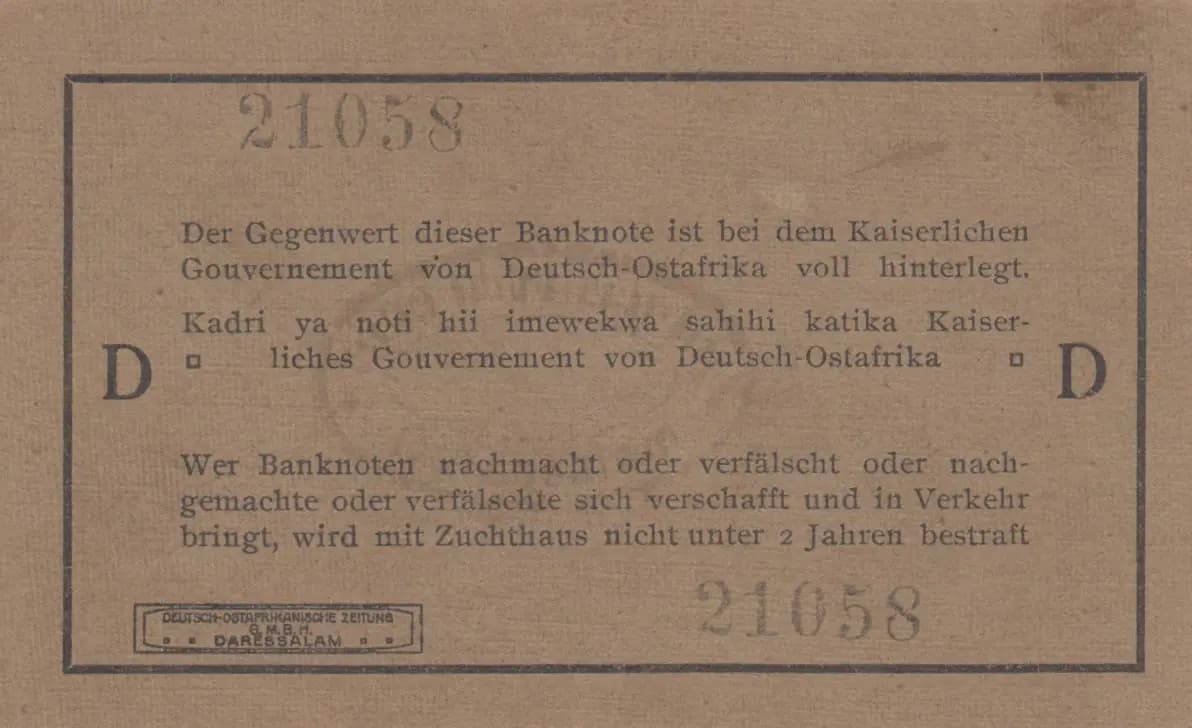 21058
Der Gegenwert dieser Banknote ist bei dem Kaiserlichen
Gouvernement von Deutsch-Ostafrika voll hinterlegt.
Kadri ya noti hii imewekwa sahihi katika Kaiser-
liches Gouvernement von Deutsch-Ostafrika
D D
Wer Banknoten nachmacht oder verfälscht oder nach-
gemachte oder verfälschte sich verschafft und in Verkehr
bringt, wird mit Zuchthaus nicht unter 2 Jahren bestraft
21058
DEUTSCH-OSTAFRIKANISCHE ZEITUNG
G.M.B.H.
DARESSALAM